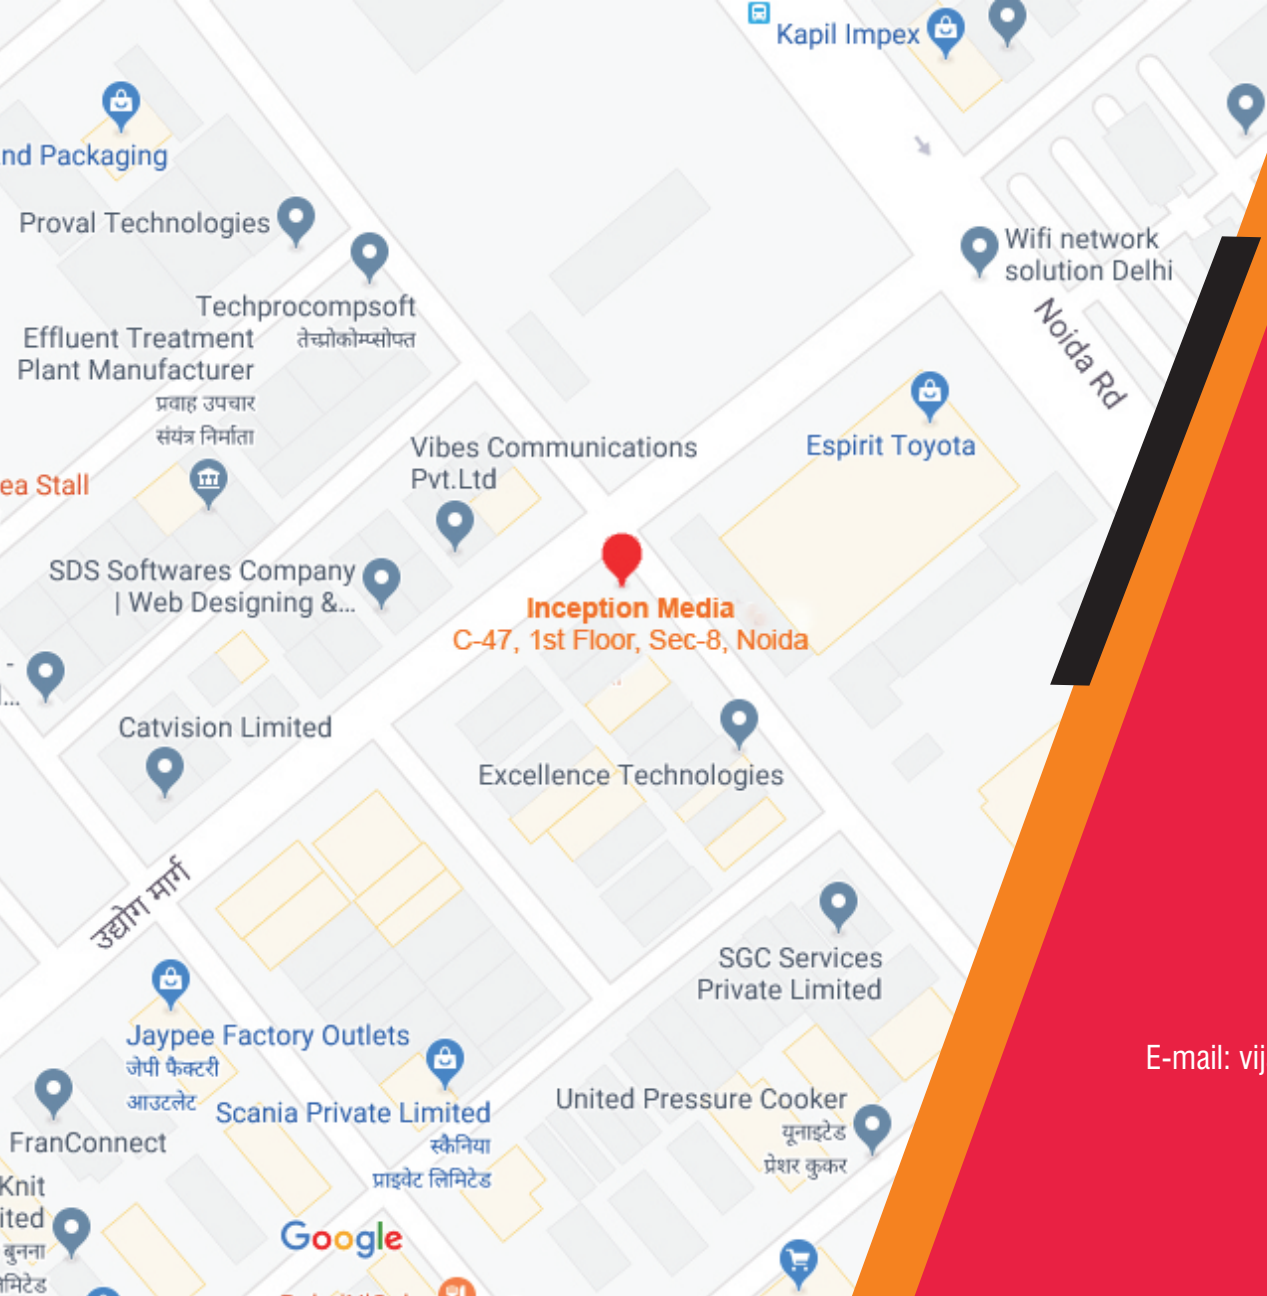 Kapil Impex
nd Packaging
Proval Technologies
Wifi network
solution Delhi
Techprocompsoft
तेच्प्रोकोम्प्सोफ्त
Effluent Treatment
Plant Manufacturer
प्रवाह उपचार
संयंत्र निर्माता
Noida Rd
Vibes Communications
Pvt.Ltd
Espirit Toyota
ea Stall
SDS Softwares Company
| Web Designing &...
Inception Media
C-47, 1st Floor, Sec-8, Noida
Catvision Limited
Excellence Technologies
उद्योग मार्ग
SGC Services
Private Limited
Jaypee Factory Outlets
जेपी फैक्टरी
आउटलेट
E-mail: vij
Scania Private Limited
स्कैनिया
प्राइवेट लिमिटेड
United Pressure Cooker
यूनाइटेड
प्रेशर कुकर
FranConnect
Knit
ited
बुनना
मिटेड
Google